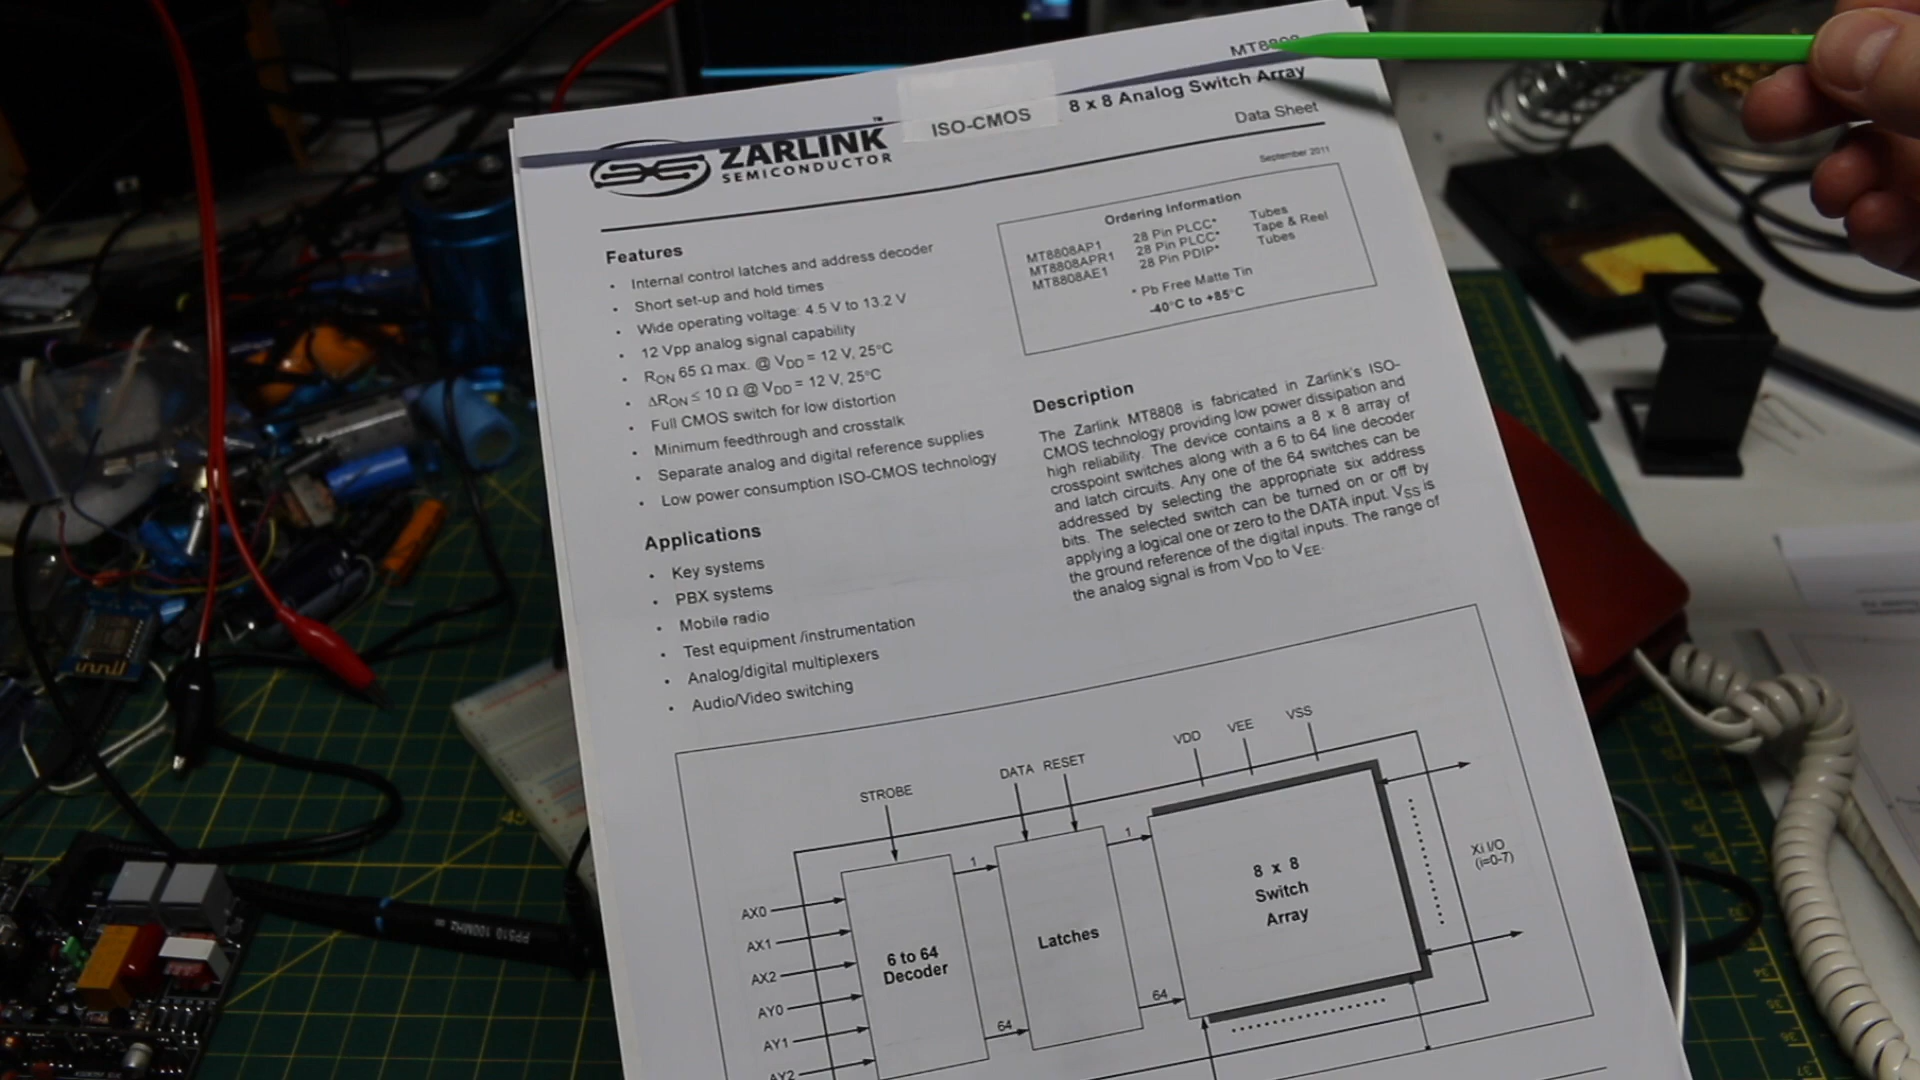 MT8808
ISO-CMOS 8 x 8 Analog Switch Array
Data Sheet
ZARLINK™
SEMICONDUCTOR
September 2011
Features
• Internal control latches and address decoder
• Short set-up and hold times
• Wide operating voltage: 4.5 V to 13.2 V
• 12 Vpp analog signal capability
• RON 65 Ω max. @ VDD = 12 V, 25°C
• ΔRON ≤ 10 Ω @ VDD = 12 V, 25°C
• Full CMOS switch for low distortion
• Minimum feedthrough and crosstalk
• Separate analog and digital reference supplies
• Low power consumption ISO-CMOS technology
Applications
• Key systems
• PBX systems
• Mobile radio
• Test equipment /instrumentation
• Analog/digital multiplexers
• Audio/Video switching
Ordering Information
MT8808AP1 28 Pin PLCC* Tubes
MT8808APR1 28 Pin PLCC* Tape & Reel
MT8808AE1 28 Pin PDIP* Tubes
* Pb Free Matte Tin
-40°C to +85°C
Description
The Zarlink MT8808 is fabricated in Zarlink's ISO-
CMOS technology providing low power dissipation and
high reliability. The device contains a 8 x 8 array of
crosspoint switches along with a 6 to 64 line decoder
and latch circuits. Any one of the 64 switches can be
addressed by selecting the appropriate six address
bits. The selected switch can be turned on or off by
applying a logical one or zero to the DATA input. VSS is
the ground reference of the digital inputs. The range of
the analog signal is from VDD to VEE.
STROBE
DATA RESET
VDD VEE VSS
AX0
AX1
AX2
AY0
AY1
AY2
6 to 64
Decoder
1
64
Latches
1
64
8 x 8
Switch
Array
Xi I/O
(i=0-7)
PP510 100MHz